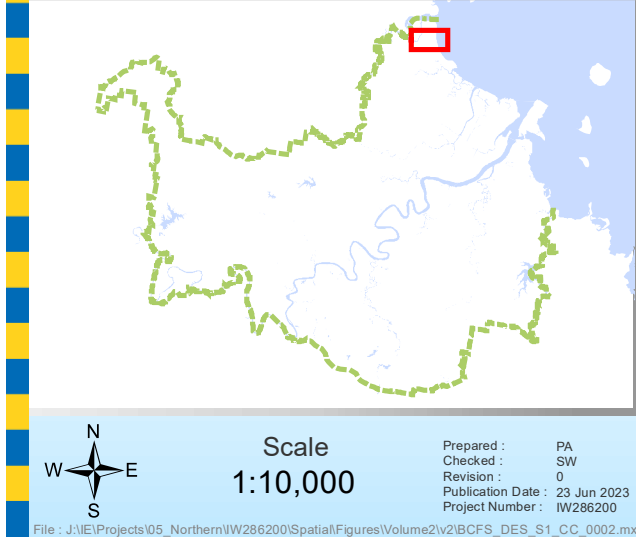 N
W E
S
Scale
1:10,000
Prepared : PA
Checked : SW
Revision : 0
Publication Date : 23 Jun 2023
Project Number : IW286200
File : J:\IE\Projects\05_Northern\IW286200\Spatial\Figures\Volume2\v2\BCFS_DES_S1_CC_0002.mx